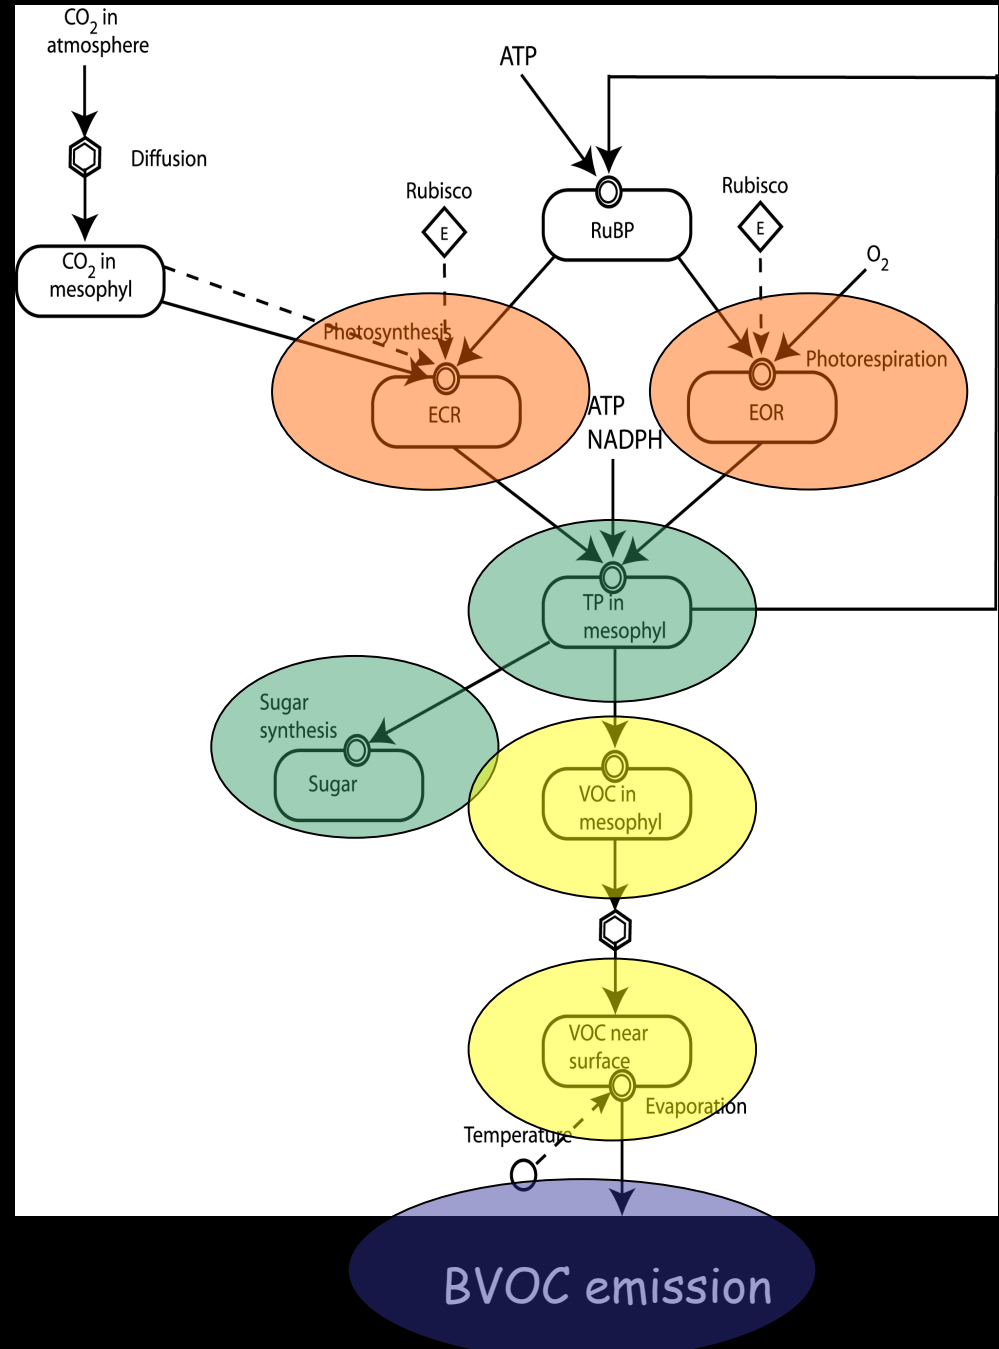 CO2 in
atmosphere
ATP
Diffusion
Rubisco
E
RuBP
Rubisco
E
O2
CO2 in
mesophyl
Photosynthesis
Photorespiration
ECR
ATP
NADPH
EOR
TP in
mesophyl
Sugar
synthesis
Sugar
VOC in
mesophyl
VOC near
surface
Evaporation
Temperature
BVOC emission